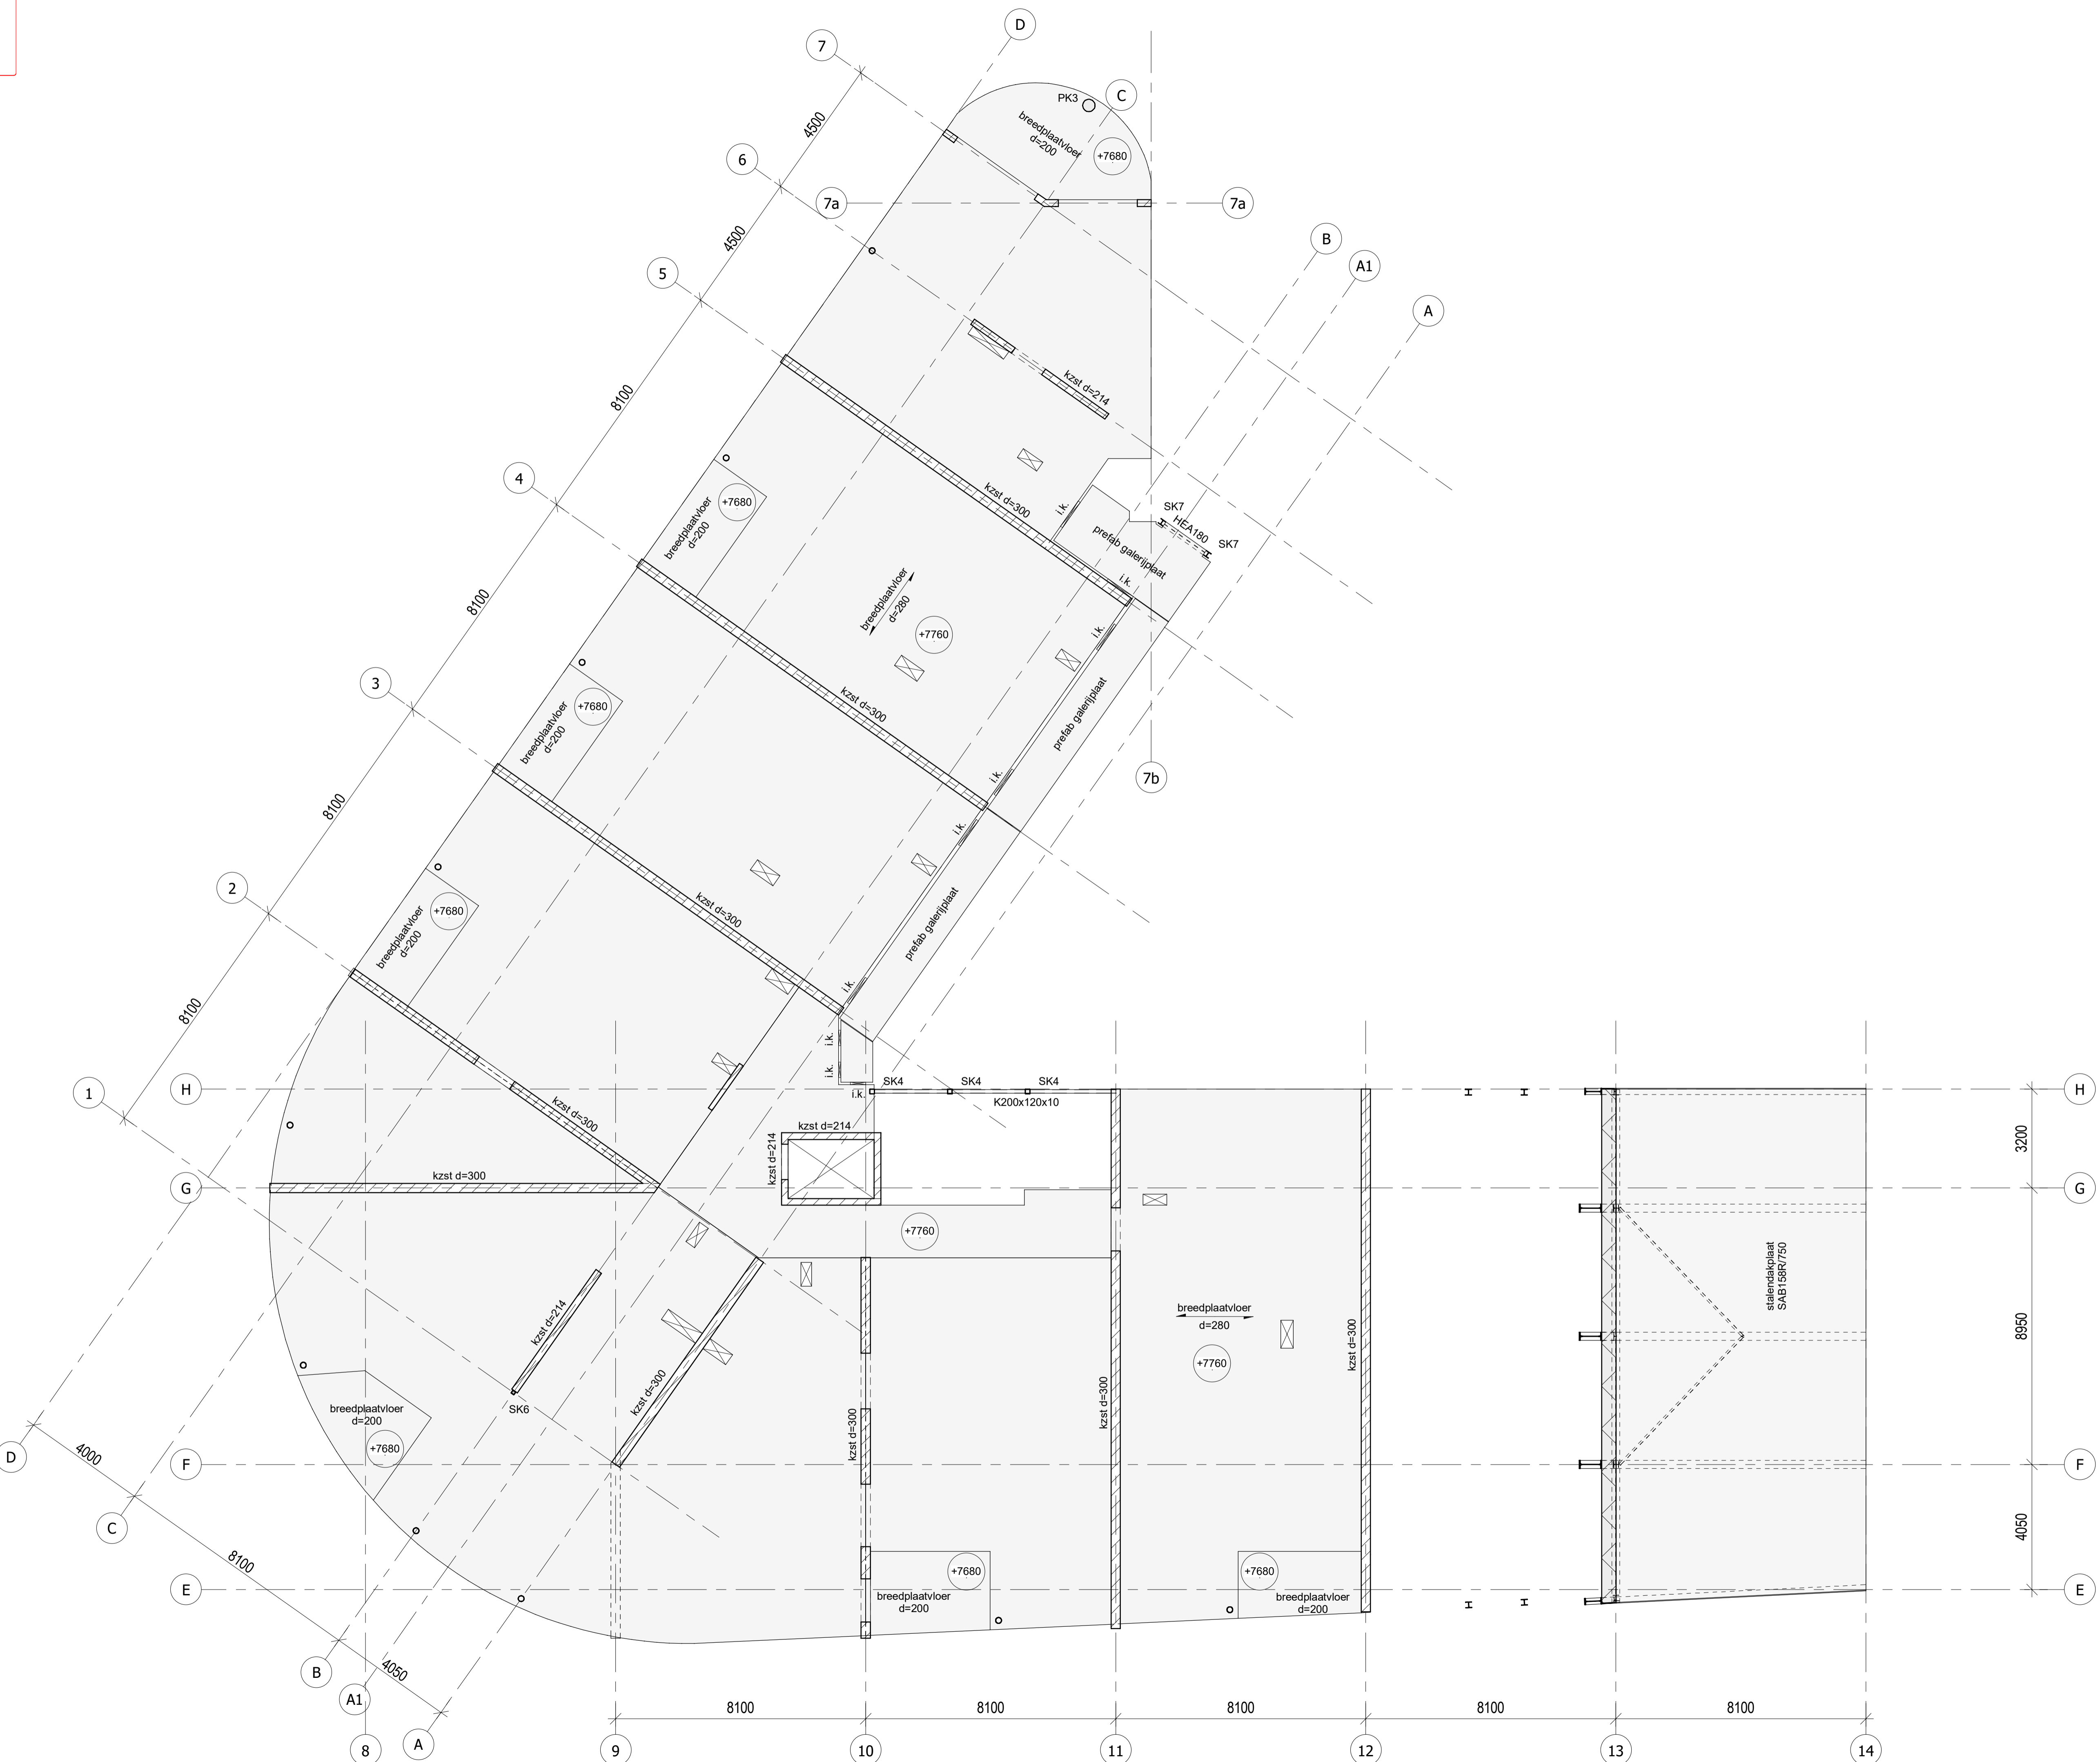 D
7
C
PK3
4500
breedplaatvloer
d=200
+7680
6
7a
7a
4500
B
A1
5
A
kzst d=214
8100
4
kzst d=300
i.k.
SK7
HEA180
SK7
prefab galerijplaat
i.k.
breedplaatvloer
d=200
+7680
breedplaatvloer
d=280
+7760
8100
i.k.
3
kzst d=300
prefab galerijplaat
breedplaatvloer
d=200
+7680
i.k.
7b
8100
i.k.
2
kzst d=300
prefab galerijplaat
breedplaatvloer
d=200
+7680
8100
i.k.
i.k.
i.k.
1
H
SK4
SK4
SK4
i.k.
K200x120x10
H
kzst d=300
kzst d=214
kzst d=214
3200
G
kzst d=300
G
+7760
stalendakplaat
SAB158R/750
breedplaatvloer
d=280
+7760
kzst d=214
kzst d=300
8950
kzst d=300
kzst d=300
kzst d=300
SK6
breedplaatvloer
d=200
+7680
D
4000
F
F
C
8100
4050
E
+7680
breedplaatvloer
d=200
+7680
breedplaatvloer
d=200
E
B
4050
A1
A
8100
8100
8100
8100
8100
8
9
10
11
12
13
14